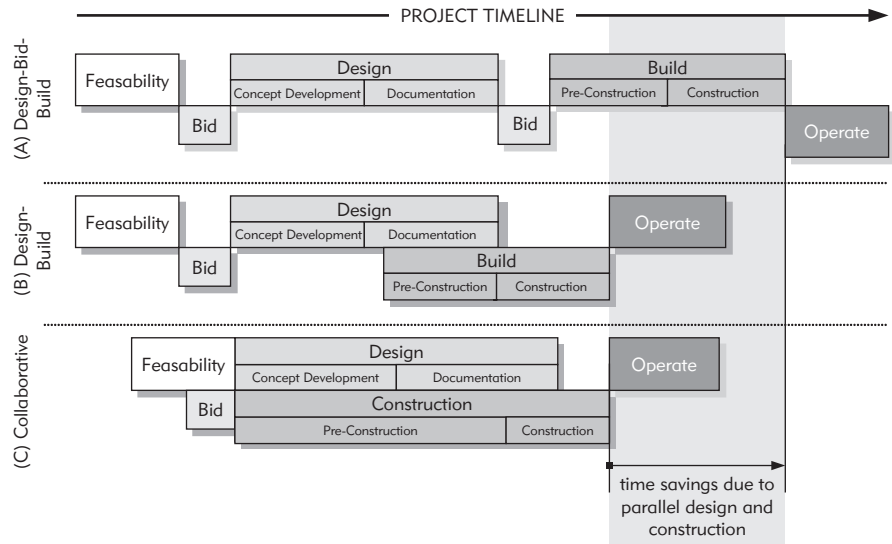 PROJECT TIMELINE
(A) Design-Bid-
Build
Feasability
Bid
Design
Concept Development
Documentation
Bid
Build
Pre-Construction
Construction
Operate
(B) Design-
Build
Feasability
Bid
Design
Concept Development
Documentation
Build
Pre-Construction
Construction
Operate
(C) Collaborative
Feasability
Bid
Design
Concept Development
Documentation
Construction
Pre-Construction
Construction
Operate
time savings due to
parallel design and
construction